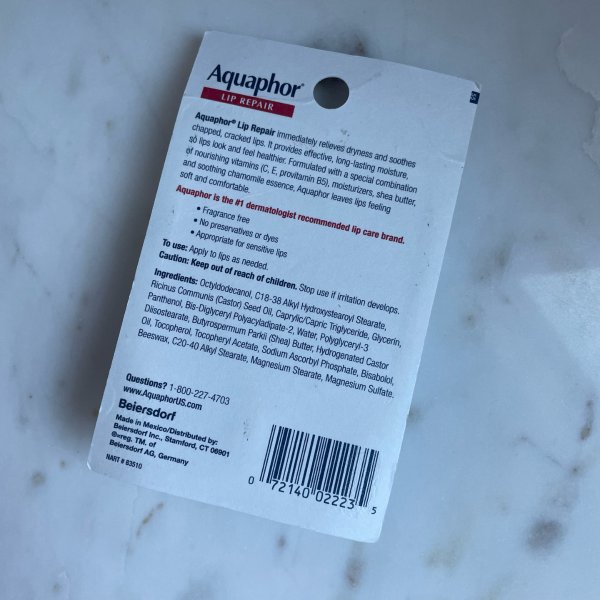 Aquaphor®
LIP REPAIR
Aquaphor® Lip Repair immediately relieves dryness and soothes
chapped, cracked lips. It provides effective, long-lasting moisture,
so lips look and feel healthier. Formulated with a special combination
of nourishing vitamins (C, E, provitamin B5), moisturizers, shea butter,
and soothing chamomile essence. Aquaphor leaves lips feeling
soft and comfortable.
Aquaphor is the #1 dermatologist recommended lip care brand.
• Fragrance free
• No preservatives or dyes
• Appropriate for sensitive lips
To use: Apply to lips as needed.
Caution: Keep out of reach of children. Stop use if irritation develops.
Ingredients: Octyldodecanol, C18-38 Alkyl Hydroxystearoyl Stearate,
Ricinus Communis (Castor) Seed Oil, Caprylic/Capric Triglyceride, Glycerin,
Panthenol, Bis-Diglyceryl Polyacyladipate-2, Water, Polyglyceryl-3
Diisostearate, Butyrospermum Parkii (Shea) Butter, Hydrogenated Castor
Oil, Tocopherol, Tocopheryl Acetate, Sodium Ascorbyl Phosphate, Bisabolol,
Beeswax, C20-40 Alkyl Stearate, Magnesium Stearate, Magnesium Sulfate.
Questions? 1-800-227-4703
www.AquaphorUS.com
Beiersdorf
Made in Mexico/Distributed by:
Beiersdorf Inc., Stamford, CT 06901
®=reg. TM. of
Beiersdorf AG, Germany
NART # 83510
0 72140 02223 5